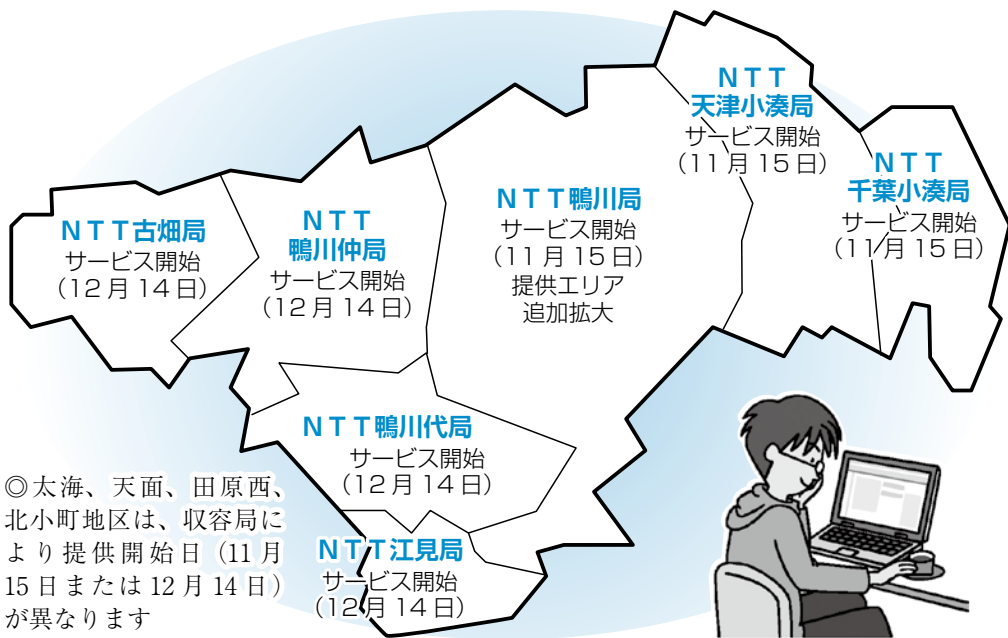 NTT
天津小湊局
サービス開始
(11月15日)
NTT
千葉小湊局
サービス開始
(11月15日)
NTT鴨川局
サービス開始
(11月15日)
提供エリア
追加拡大
NTT
鴨川仲局
サービス開始
(12月14日)
NTT古畑局
サービス開始
(12月14日)
NTT鴨川代局
サービス開始
(12月14日)
NTT江見局
サービス開始
(12月14日)
◎太海、天面、田原西、
北小町地区は、収容局に
より提供開始日(11月
15日または12月14日)
が異なります